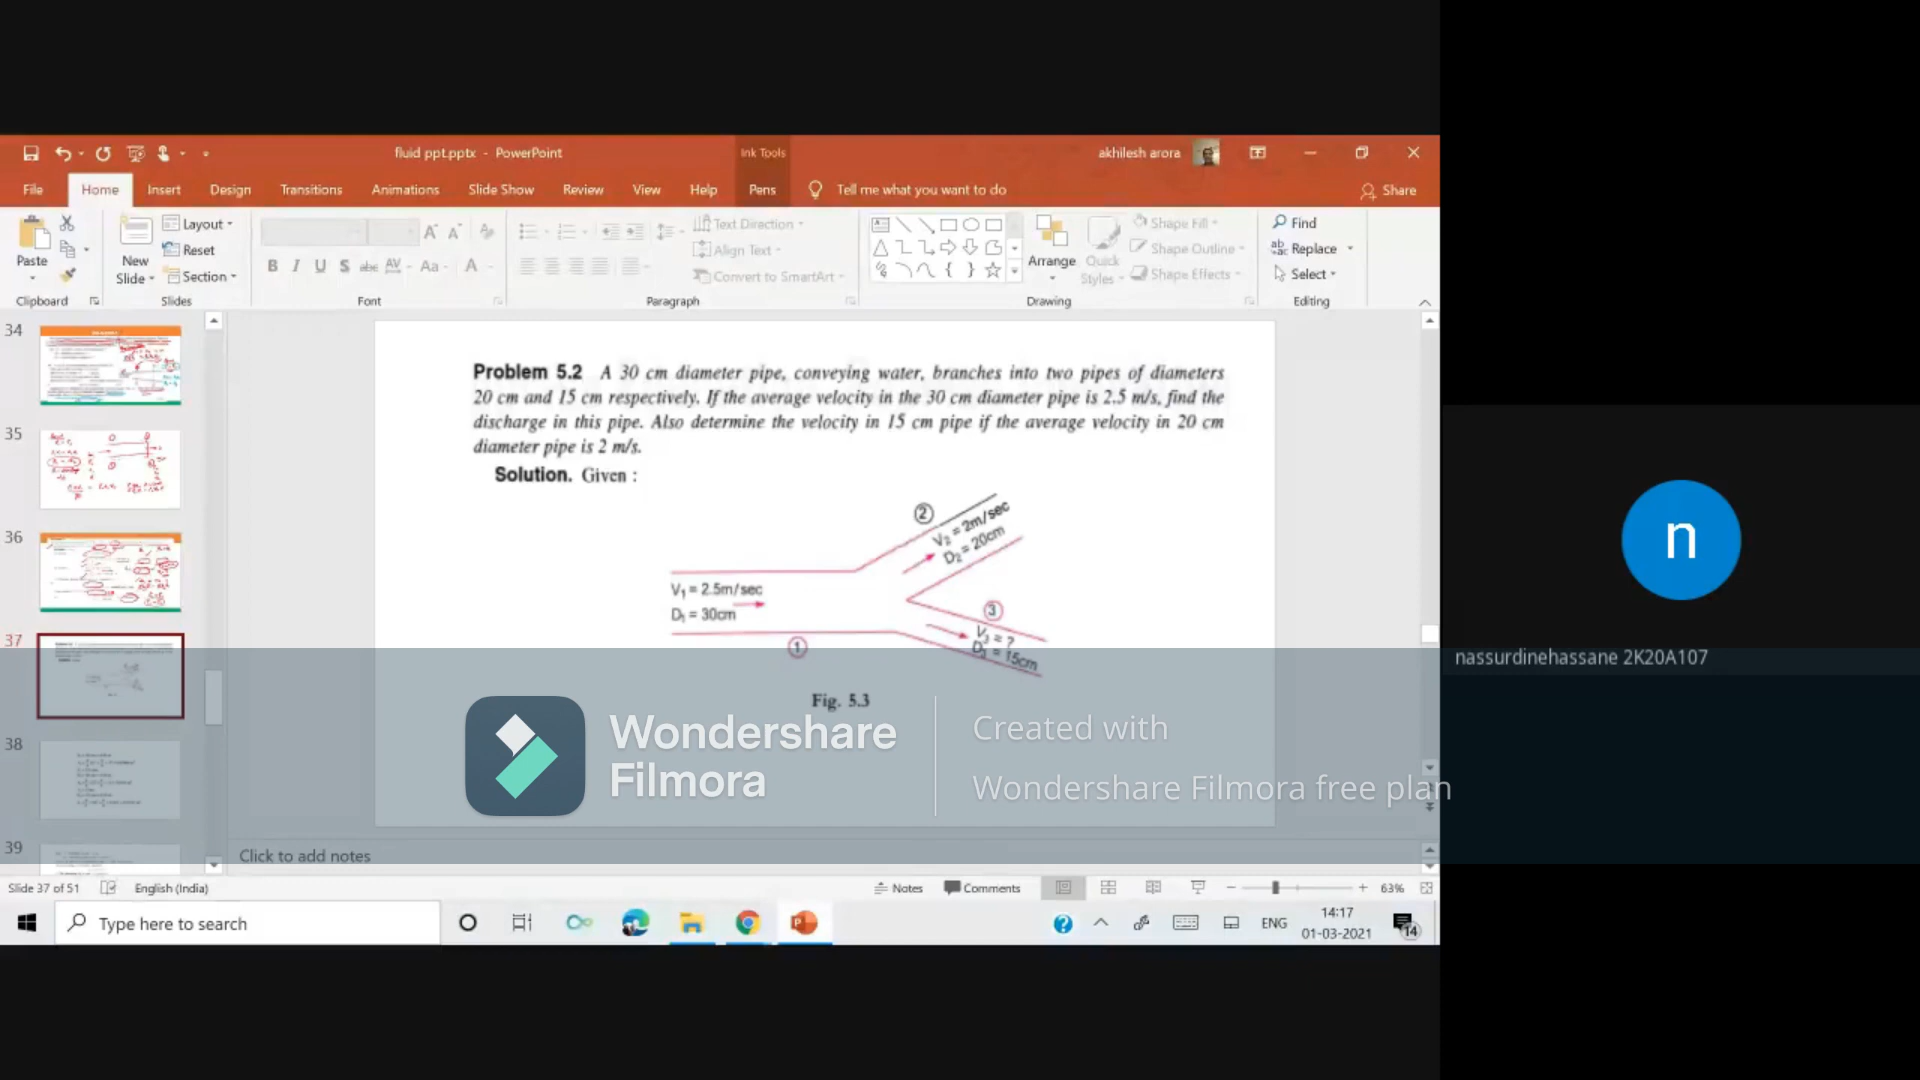 fluid ppt.pptx - PowerPoint
Ink Tools
akhilesh arora
File Home Insert Design Transitions Animations Slide Show Review View Help Pens Tell me what you want to do Share
Paste
New Slide
Layout
Reset
Section
Text Direction
Align Text
Convert to SmartArt
Arrange
Quick Styles
Shape Fill
Shape Outline
Shape Effects
Find
Replace
Select
Clipboard Slides Font Paragraph Drawing Editing
34
35
36
37
38
39
Problem 5.2 A 30 cm diameter pipe, conveying water, branches into two pipes of diameters
20 cm and 15 cm respectively. If the average velocity in the 30 cm diameter pipe is 2.5 m/s, find the
discharge in this pipe. Also determine the velocity in 15 cm pipe if the average velocity in 20 cm
diameter pipe is 2 m/s.
Solution. Given :
②
V₂ = 2m/sec
D₂ = 20cm
V₁ = 2.5m/sec
D₁ = 30cm
①
③
V₃ = ?
D₃ = 15cm
Fig. 5.3
Wondershare
Filmora
Created with
Wondershare Filmora free plan
n
nassurdinehassane 2K20A107
Click to add notes
Slide 37 of 51 English (India) Notes Comments 63%
Type here to search
ENG
14:17
01-03-2021
14